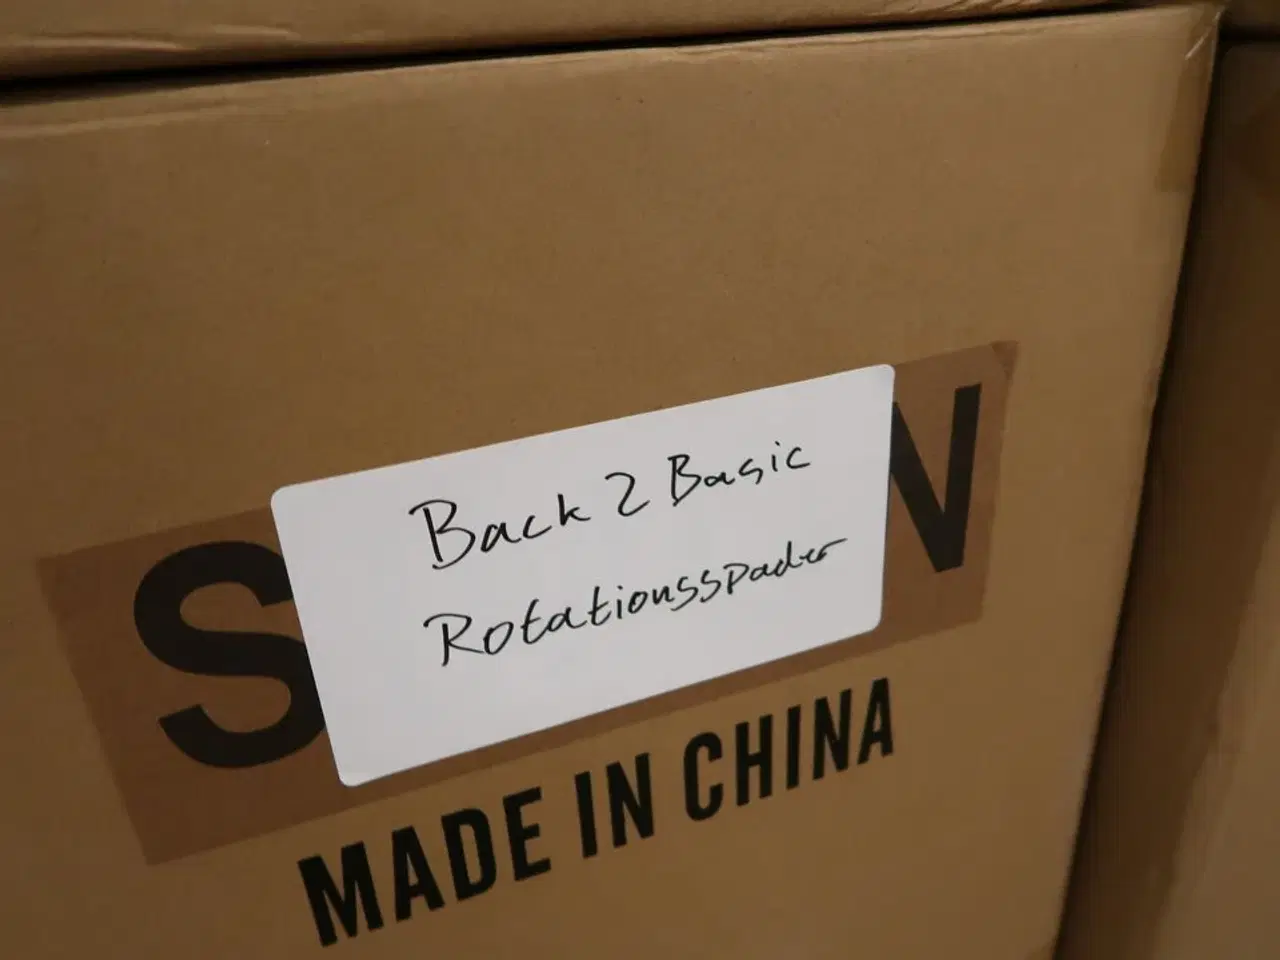 Back 2 Basic
Rotationsspader
MADE IN CHINA